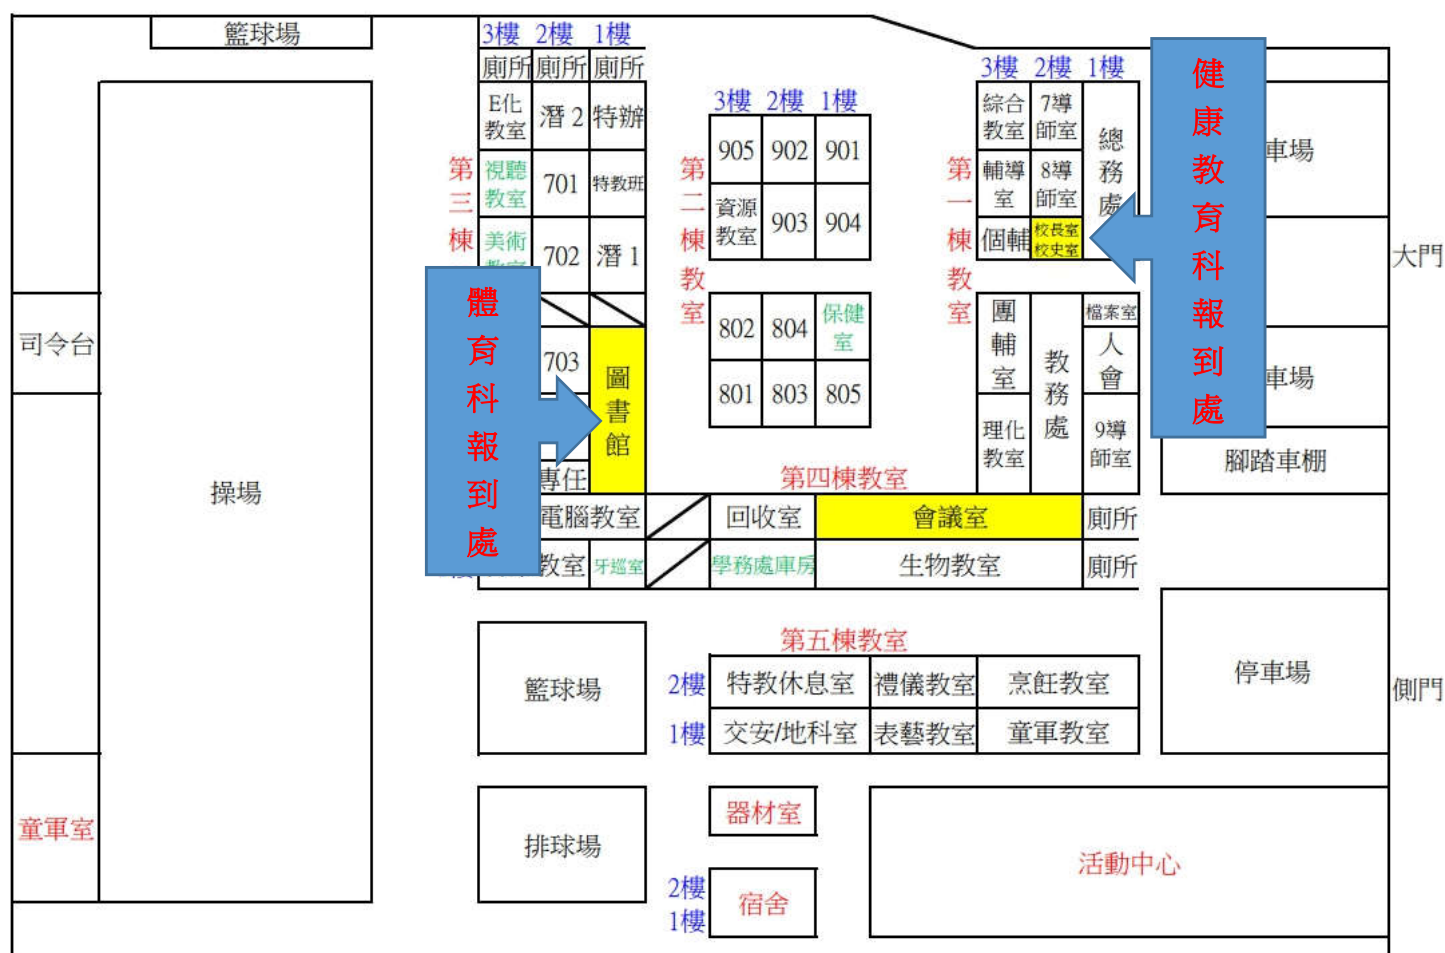 籃球場
3樓 2樓 1樓
廁所 廁所 廁所
E化教室 潛2 特辦
視聽教室 701 特教班
美術 702 潛1
第三棟
703
圖書館
專任
體育科報到處
3樓 2樓 1樓
905 902 901
資源教室 903 904
802 804 保健室
801 803 805
第二棟教室
3樓 2樓 1樓
綜合教室 7導師室 總務處
輔導室 8導師室
個輔 校長室 校史室
第一棟教室
團輔室 教務處 檔案室
人會
理化教室 9導師室
健康教育科報到處
車場
大門
車場
腳踏車棚
司令台
操場
第四棟教室
電腦教室 回收室 會議室 廁所
教室 牙巡室 學務處庫房 生物教室 廁所
第五棟教室
籃球場
2樓 特教休息室 禮儀教室 烹飪教室
1樓 交安/地科室 表藝教室 童軍教室
停車場
側門
童軍室
排球場
器材室
2樓
1樓
宿舍
活動中心